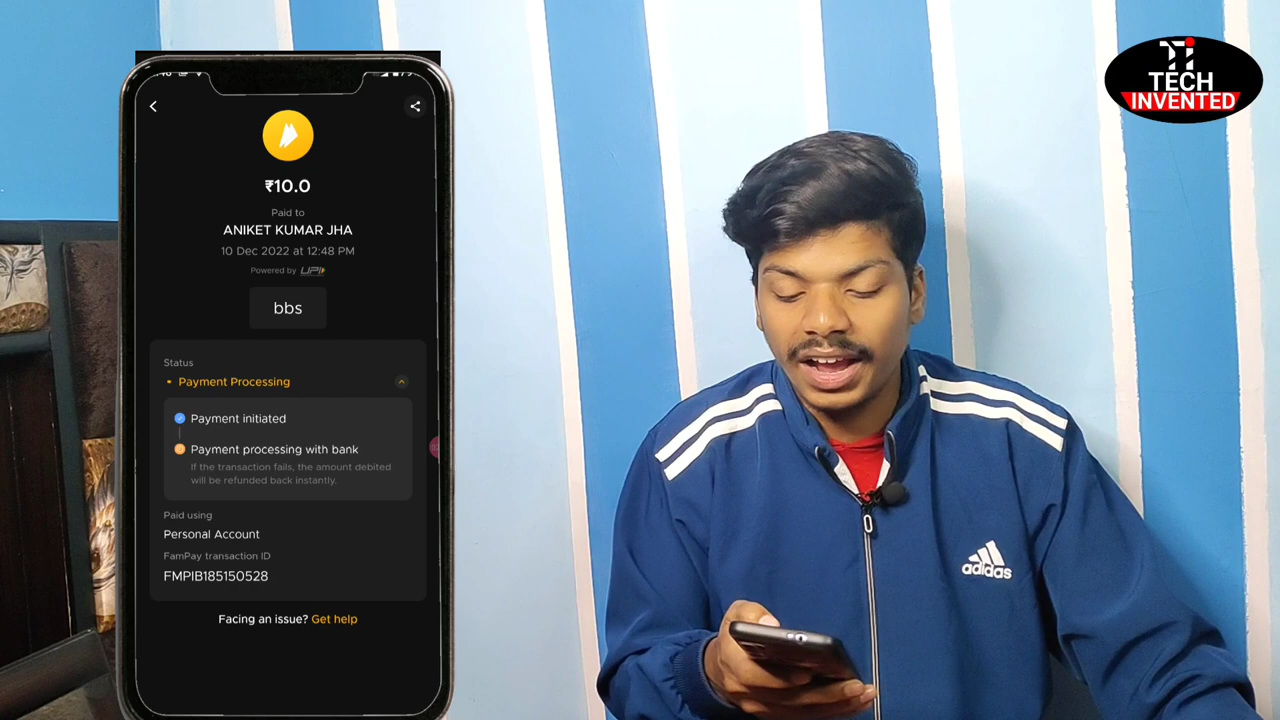 ₹10.0
Paid to
ANIKET KUMAR JHA
10 Dec 2022 at 12:48 PM
Powered by UPI
bbs
Status
Payment Processing
Payment initiated
Payment processing with bank
If the transaction fails, the amount debited
will be refunded back instantly.
Paid using
Personal Account
FamPay transaction ID
FMPIB185150528
Facing an issue? Get help
Ti
TECH
INVENTED
adidas